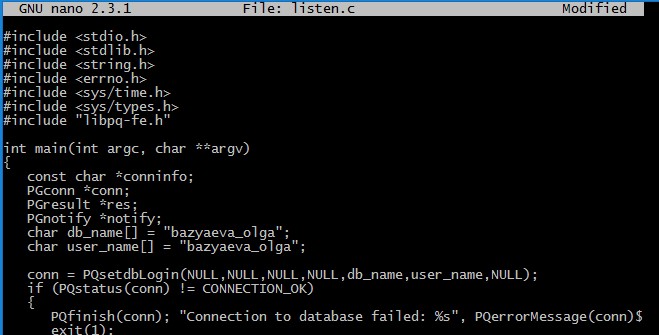 GNU nano 2.3.1 File: listen.c Modified
#include <stdio.h>
#include <stdlib.h>
#include <string.h>
#include <errno.h>
#include <sys/time.h>
#include <sys/types.h>
#include "libpq-fe.h"
int main(int argc, char **argv)
{
const char *conninfo;
PGconn *conn;
PGresult *res;
PGnotify *notify;
char db_name[] = "bazyaeva_olga";
char user_name[] = "bazyaeva_olga";
conn = PQsetdbLogin(NULL,NULL,NULL,NULL,db_name,user_name,NULL);
if (PQstatus(conn) != CONNECTION_OK)
{
PQfinish(conn); "Connection to database failed: %s", PQerrorMessage(conn)$
exit(1);